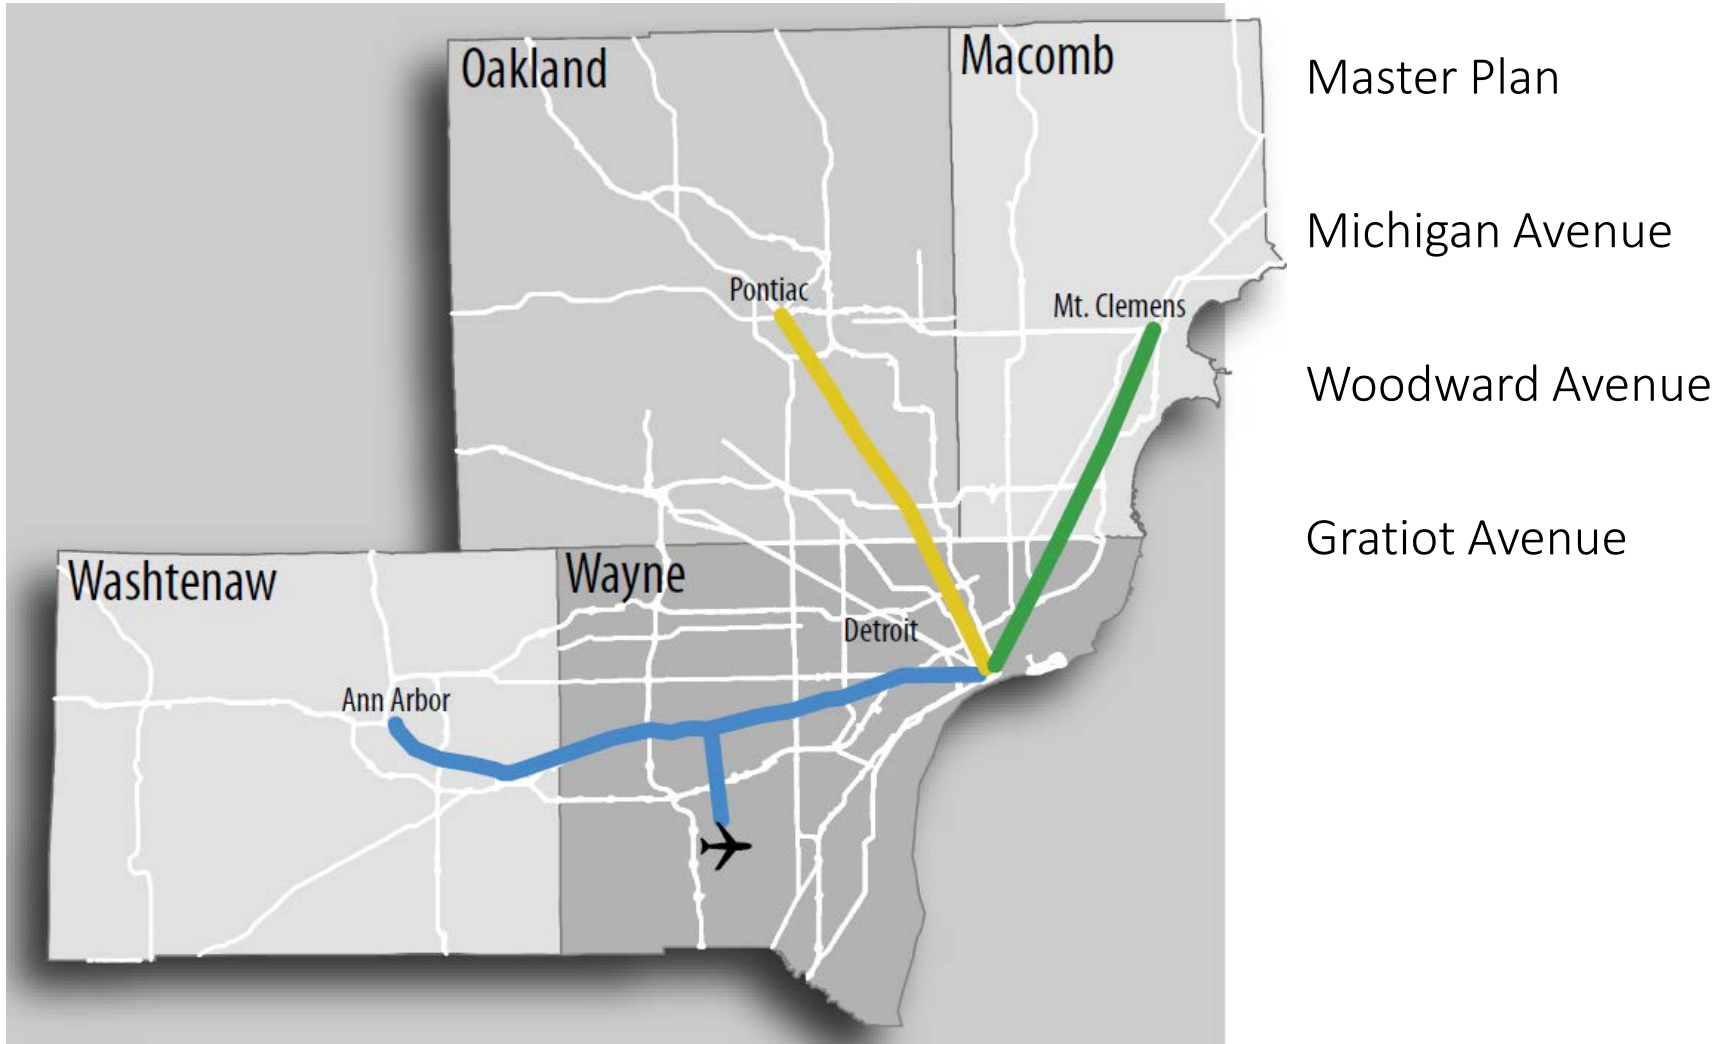 Oakland
Macomb
Master Plan
Michigan Avenue
Pontiac
Mt. Clemens
Woodward Avenue
Gratiot Avenue
Washtenaw
Wayne
Detroit
Ann Arbor